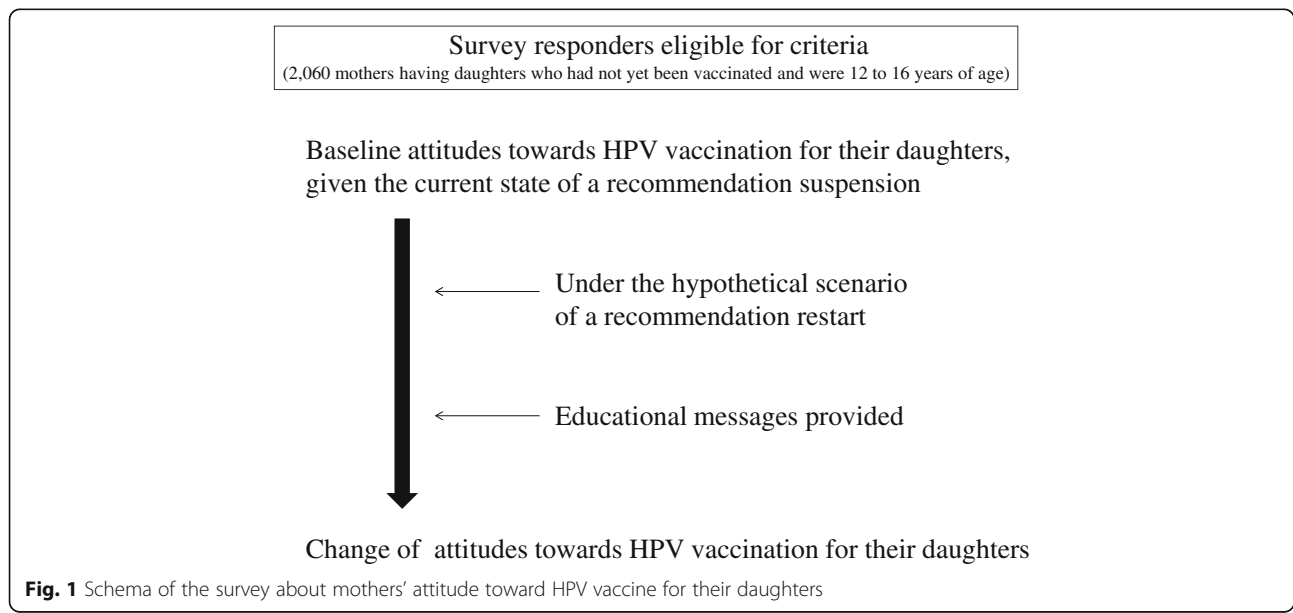 Survey responders eligible for criteria
(2,060 mothers having daughters who had not yet been vaccinated and were 12 to 16 years of age)
Baseline attitudes towards HPV vaccination for their daughters,
given the current state of a recommendation suspension
Under the hypothetical scenario
of a recommendation restart
Educational messages provided
Change of attitudes towards HPV vaccination for their daughters
Fig. 1 Schema of the survey about mothers' attitude toward HPV vaccine for their daughters